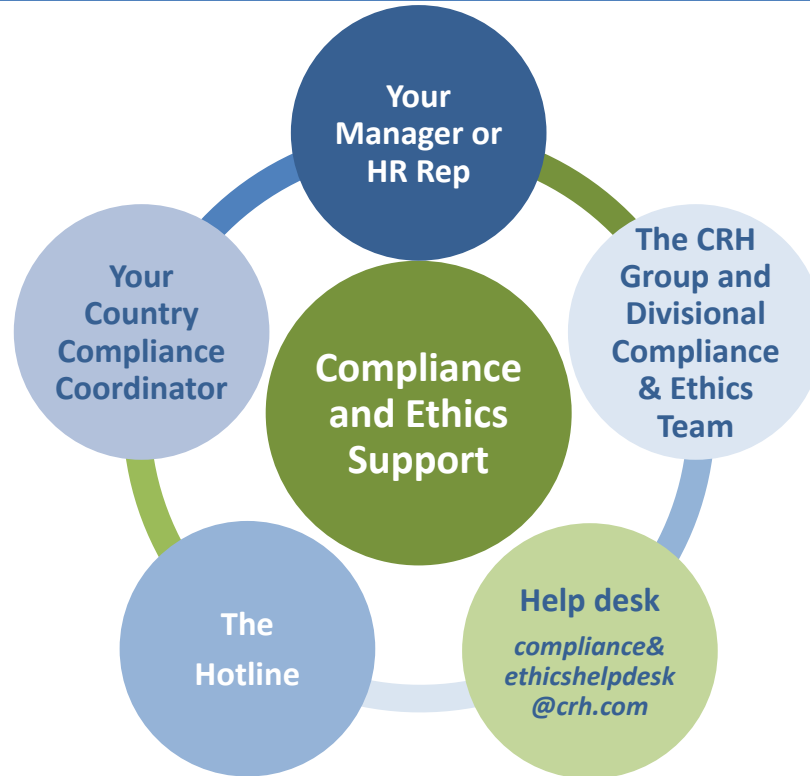 Your
Manager or
HR Rep
The CRH
Group and
Divisional
Compliance
& Ethics
Team
Help desk
compliance&
ethicshelpdesk
@crh.com
The
Hotline
Your
Country
Compliance
Coordinator
Compliance
and Ethics
Support